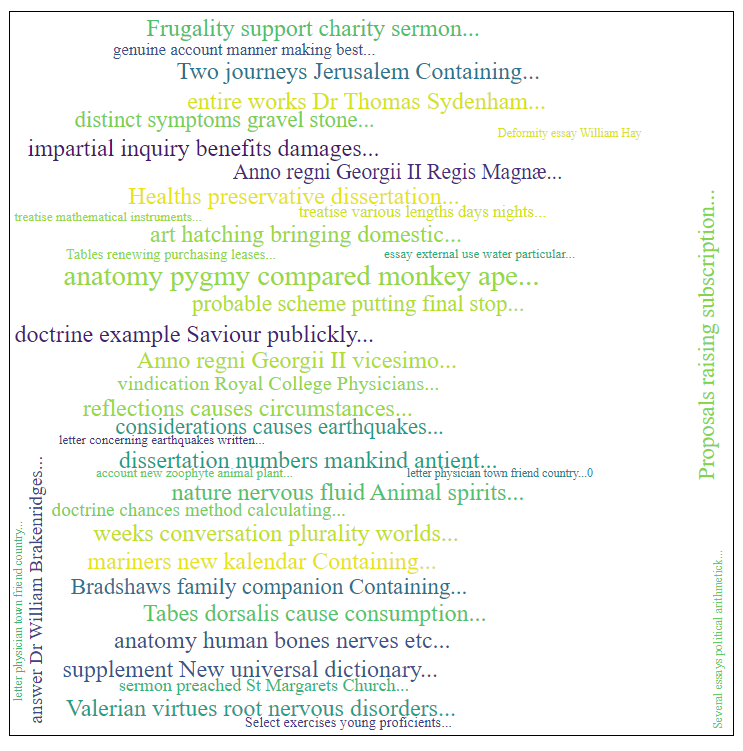 Frugality support charity sermon...
genuine account manner making best...
Two journeys Jerusalem Containing...
entire works Dr Thomas Sydenham...
distinct symptoms gravel stone...
Deformity essay William Hay
impartial inquiry benefits damages...
Anno regni Georgii II Regis Magnæ...
Healths preservative dissertation...
treatise various lengths days nights...
treatise mathematical instruments...
art hatching bringing domestic...
Tables renewing purchasing leases...
essay external use water particular...
anatomy pygmy compared monkey ape...
probable scheme putting final stop...
doctrine example Saviour publickly...
Anno regni Georgii II vicesimo...
vindication Royal College Physicians...
reflections causes circumstances...
considerations causes earthquakes...
letter concerning earthquakes written...
dissertation numbers mankind antient...
account new zoophyte animal plant...
letter physician town friend country...0
nature nervous fluid Animal spirits...
doctrine chances method calculating...
weeks conversation plurality worlds...
mariners new kalendar Containing...
Bradshaws family companion Containing...
Tabes dorsalis cause consumption...
anatomy human bones nerves etc...
supplement New universal dictionary...
sermon preached St Margarets Church...
Valerian virtues root nervous disorders...
Select exercises young proficients...
letter physician town friend country...
answer Dr William Brakenridges...
Proposals raising subscription...
Several essays political arithmetick...